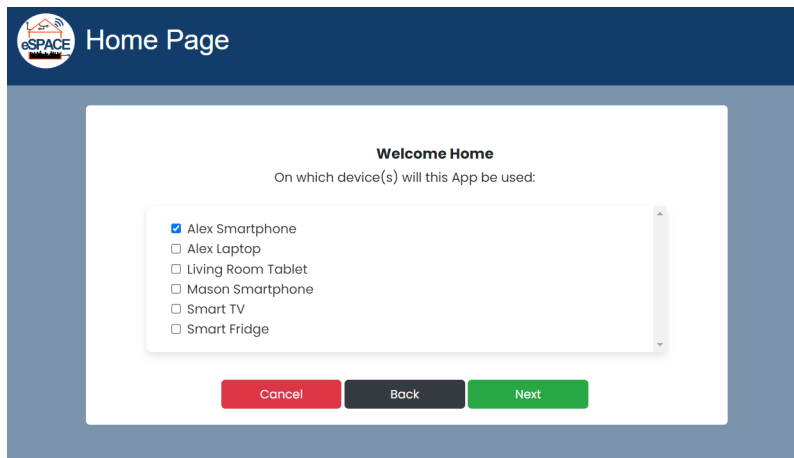 eSPACE
Home Page
Welcome Home
On which device(s) will this App be used:
Alex Smartphone
Alex Laptop
Living Room Tablet
Mason Smartphone
Smart TV
Smart Fridge
Cancel Back Next